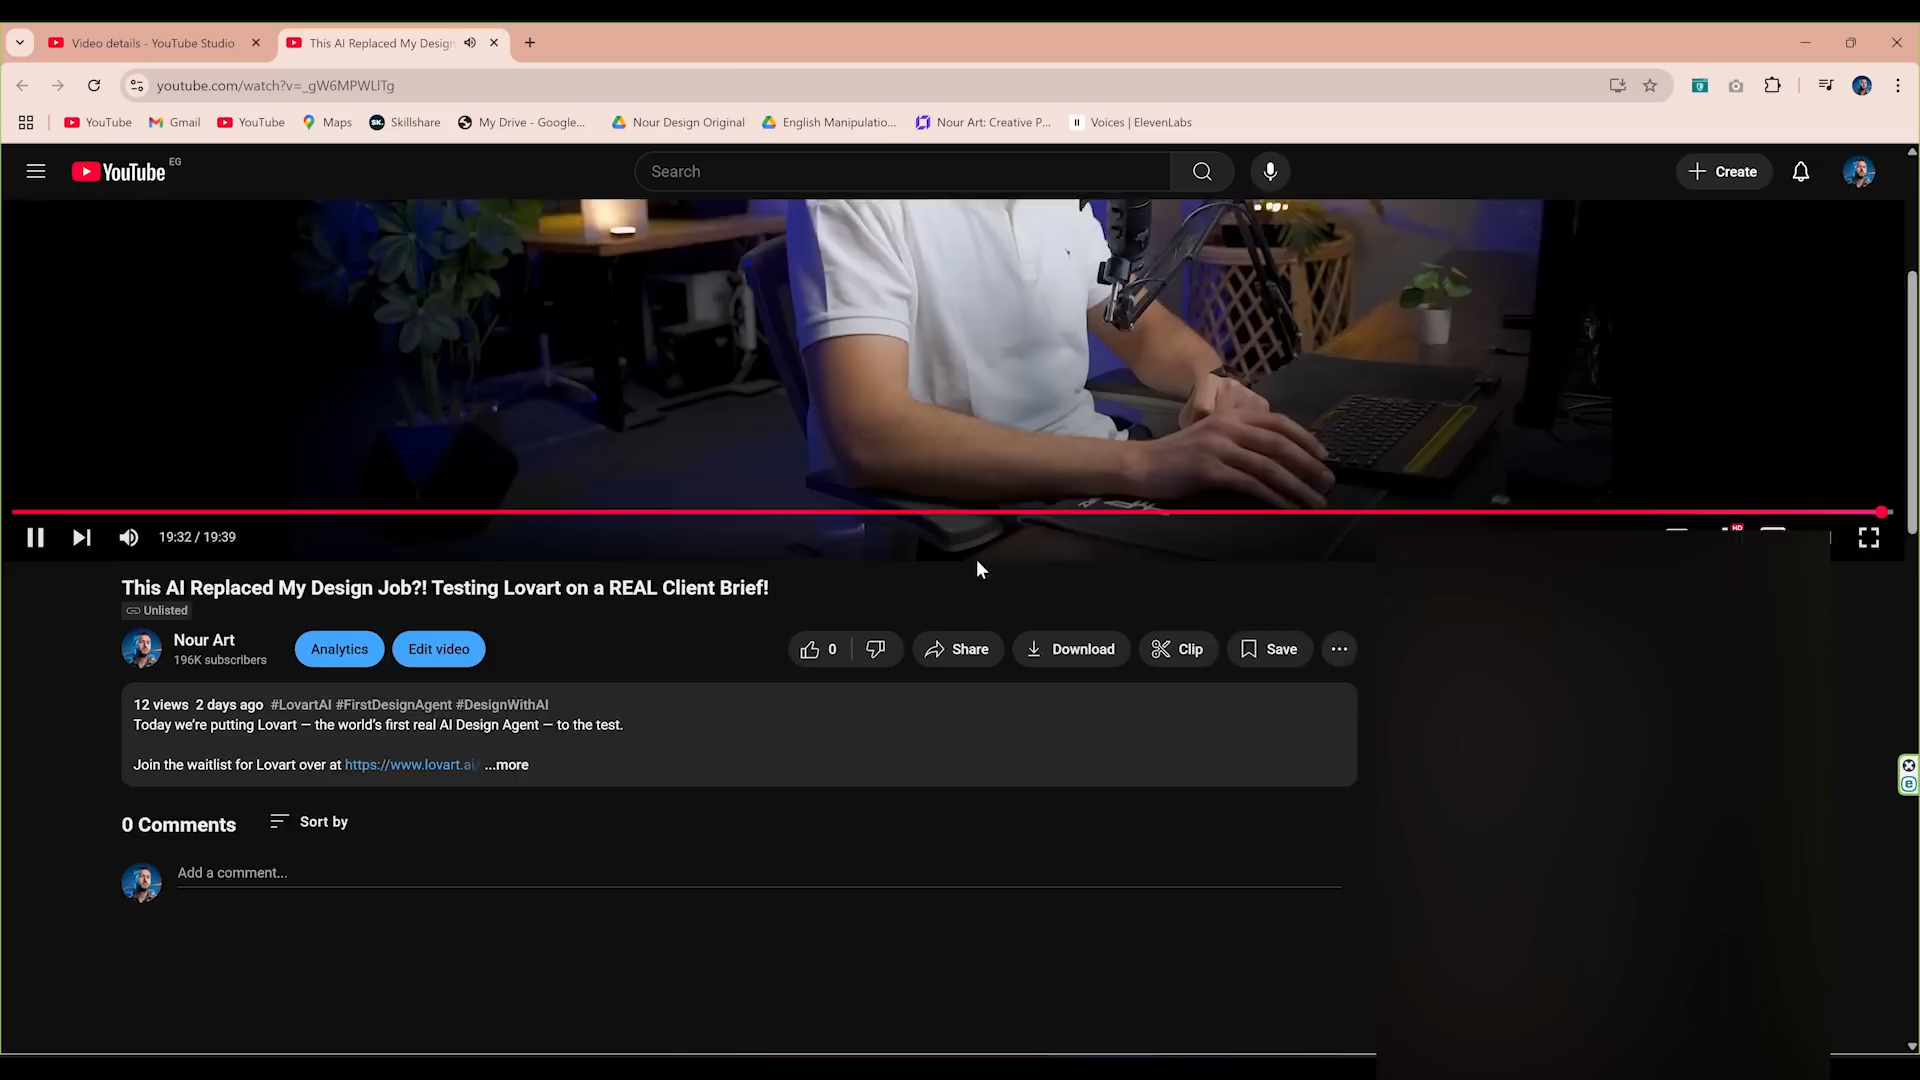 Video details - YouTube Studio
This AI Replaced My Design
youtube.com/watch?v=_gW6MPWLlTg
YouTube
Gmail
YouTube
Maps
SK.
Skillshare
My Drive - Google...
Nour Design Original
English Manipulatio...
Nour Art: Creative P...
Voices | ElevenLabs
YouTube EG
Search
Create
19:32 / 19:39
HD
This AI Replaced My Design Job?! Testing Lovart on a REAL Client Brief!
Unlisted
Nour Art
196K subscribers
Analytics
Edit video
0
Share
Download
Clip
Save
12 views 2 days ago #LovartAI #FirstDesignAgent #DesignWithAI
Today we're putting Lovart — the world's first real AI Design Agent — to the test.
Join the waitlist for Lovart over at https://www.lovart.ai/ ...more
0 Comments
Sort by
Add a comment...